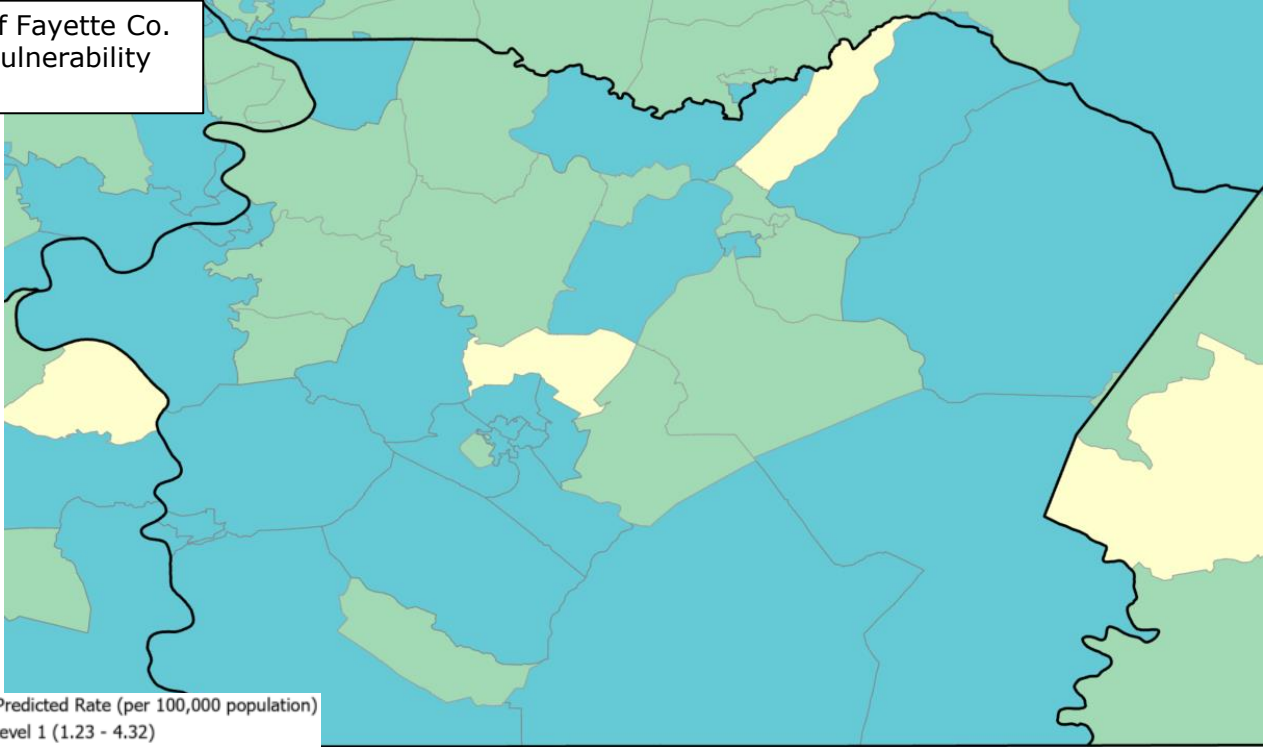 f Fayette Co.
ulnerability
Predicted Rate (per 100,000 population)
evel 1 (1.23 - 4.32)